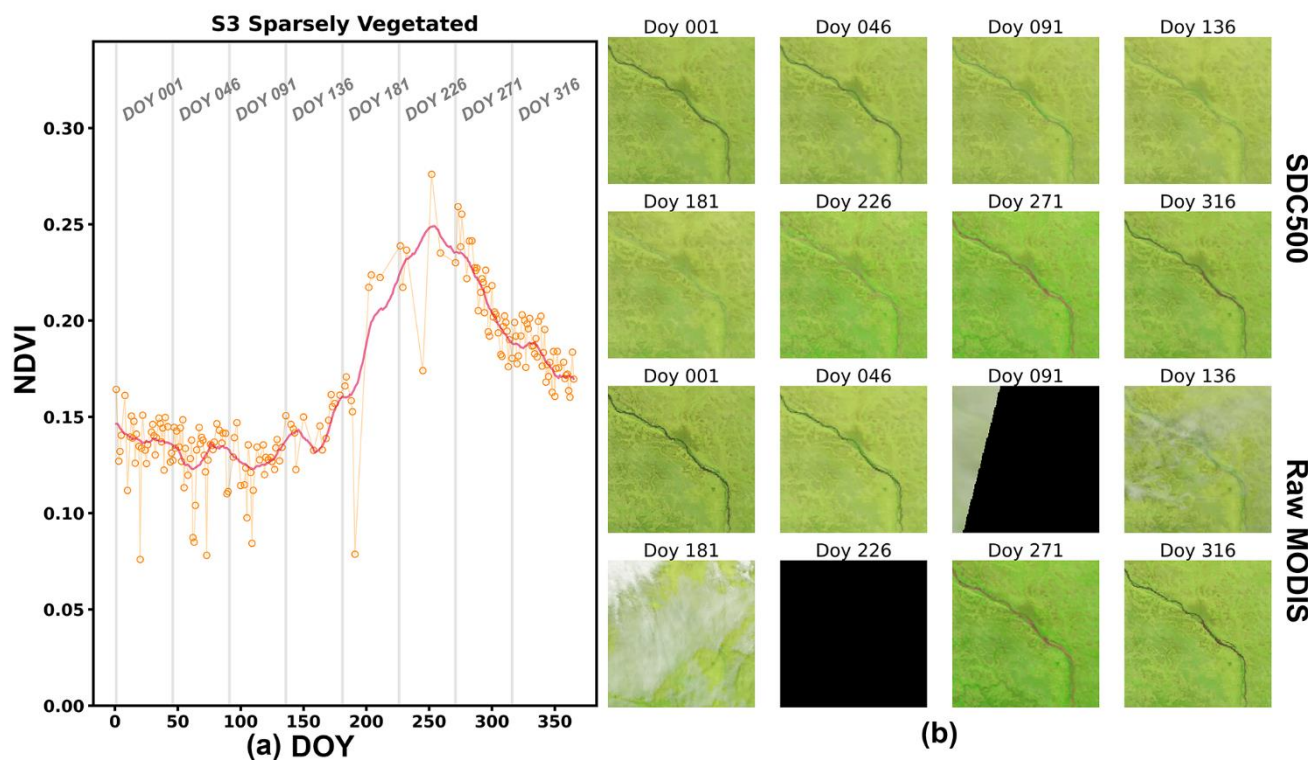 S3 Sparsely Vegetated
DOY 001
DOY 046
DOY 091
DOY 136
DOY 181
DOY 226
DOY 271
DOY 316
NDVI
0.30
0.25
0.20
0.15
0.10
0.05
0.00
0 50 100 150 200 250 300 350
(a) DOY
Doy 001 Doy 046 Doy 091 Doy 136
Doy 181 Doy 226 Doy 271 Doy 316
SDC500
Doy 001 Doy 046 Doy 091 Doy 136
Doy 181 Doy 226 Doy 271 Doy 316
Raw MODIS
(b)